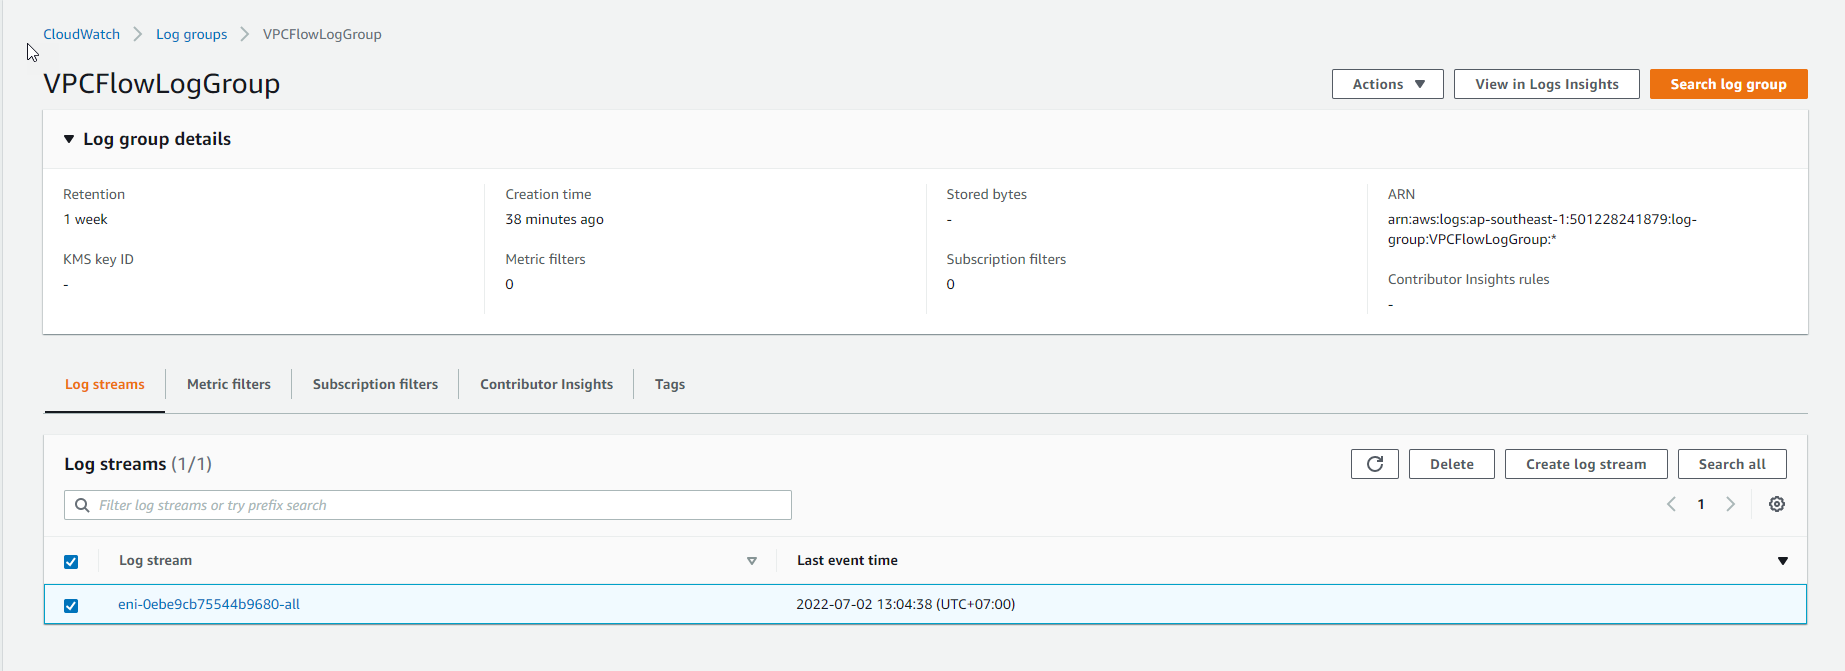 CloudWatch Log groups VPCFlowLogGroup
VPCFlowLogGroup
Actions View in Logs Insights Search log group
Log group details
Retention
1 week
KMS key ID
-
Creation time
38 minutes ago
Metric filters
0
Stored bytes
-
Subscription filters
0
ARN
arn:aws:logs:ap-southeast-1:501228241879:log-
group:VPCFlowLogGroup:*
Contributor Insights rules
-
Log streams Metric filters Subscription filters Contributor Insights Tags
Log streams (1/1)
Delete Create log stream Search all
Filter log streams or try prefix search
1
Log stream Last event time
eni-0ebe9cb75544b9680-all 2022-07-02 13:04:38 (UTC+07:00)